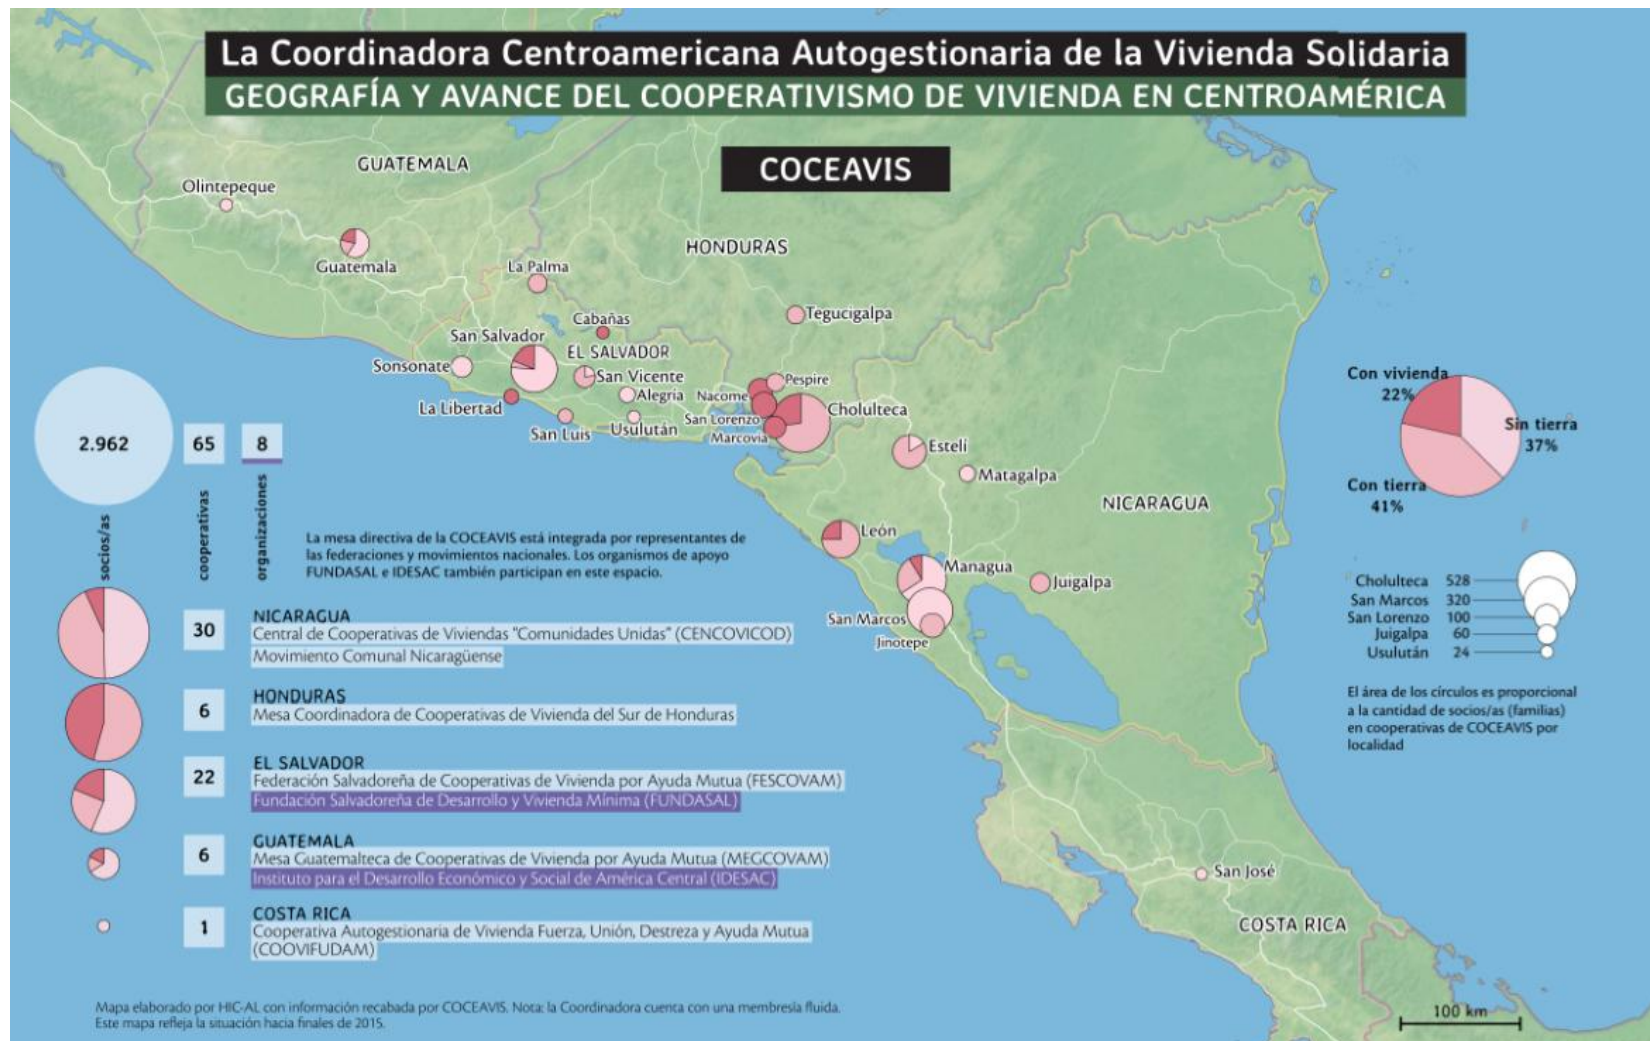 La Coordinadora Centroamericana Autogestionaria de la Vivienda Solidaria
GEOGRAFÍA Y AVANCE DEL COOPERATIVISMO DE VIVIENDA EN CENTROAMÉRICA
COCEAVIS
GUATEMALA
Olintepeque
Guatemala
HONDURAS
La Palma
Tegucigalpa
Cabañas
San Salvador
EL SALVADOR
Sonsonate
San Vicente
Pespire
Alegría
Nacome
La Libertad
Cholulteca
San Lorenzo
San Luis
Usulután
Marcovia
Estelí
Matagalpa
NICARAGUA
León
Managua
Juigalpa
San Marcos
Jinotepe
San José
COSTA RICA
Con vivienda
22%
Sin tierra
37%
Con tierra
41%
Cholulteca 528
San Marcos 320
San Lorenzo 100
Juigalpa 60
Usulután 24
El área de los círculos es proporcional
a la cantidad de socios/as (familias)
en cooperativas de COCEAVIS por
localidad
100 km
2.962
65
8
socios/as
cooperativas
organizaciones
La mesa directiva de la COCEAVIS está integrada por representantes de
las federaciones y movimientos nacionales. Los organismos de apoyo
FUNDASAL e IDESAC también participan en este espacio.
30
NICARAGUA
Central de Cooperativas de Viviendas "Comunidades Unidas" (CENCOVICOD)
Movimiento Comunal Nicaragüense
6
HONDURAS
Mesa Coordinadora de Cooperativas de Vivienda del Sur de Honduras
22
EL SALVADOR
Federación Salvadoreña de Cooperativas de Vivienda por Ayuda Mutua (FESCOVAM)
Fundación Salvadoreña de Desarrollo y Vivienda Mínima (FUNDASAL)
6
GUATEMALA
Mesa Guatemalteca de Cooperativas de Vivienda por Ayuda Mutua (MEGCOVAM)
Instituto para el Desarrollo Económico y Social de América Central (IDESAC)
1
COSTA RICA
Cooperativa Autogestionaria de Vivienda Fuerza, Unión, Destreza y Ayuda Mutua
(COOVIFUDAM)
Mapa elaborado por HIC-AL con información recabada por COCEAVIS. Nota: la Coordinadora cuenta con una membresía fluida.
Este mapa refleja la situación hacia finales de 2015.